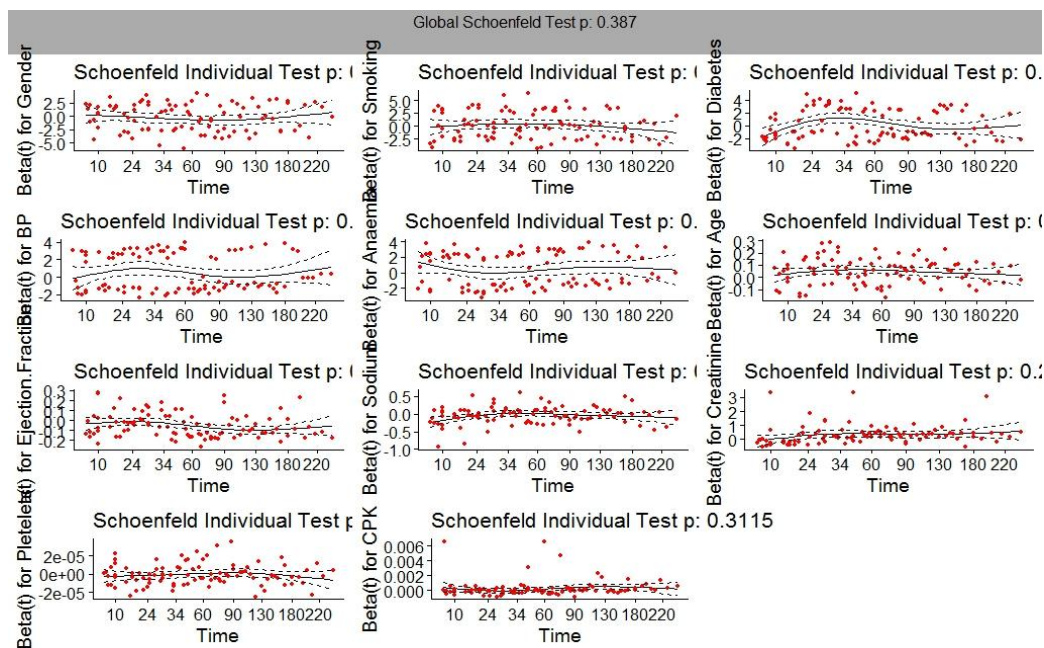 Global Schoenfeld Test p: 0.387
Schoenfeld Individual Test p: (
Beta(t) for Gender
2.5
0.0
-2.5
-5.0
10 24 34 60 90 130 180 220
Time
Schoenfeld Individual Test p: (
Beta(t) for Smoking
5.0
2.5
0.0
-2.5
10 24 34 60 90 130 180 220
Time
Schoenfeld Individual Test p: 0.
Beta(t) for Diabetes
4
2
0
-2
10 24 34 60 90 130 180 220
Time
Schoenfeld Individual Test p: 0.
Beta(t) for BP
4
2
0
-2
10 24 34 60 90 130 180 220
Time
Schoenfeld Individual Test p: 0.
Beta(t) for Anaemia
4
2
0
-2
10 24 34 60 90 130 180 220
Time
Schoenfeld Individual Test p: 0
Beta(t) for Age
0.3
0.2
0.1
0.0
-0.1
10 24 34 60 90 130 180 220
Time
Schoenfeld Individual Test p: (
for Ejection.Fraction
0.3
0.2
0.1
0.0
-0.1
-0.2
10 24 34 60 90 130 180 220
Time
Schoenfeld Individual Test p: (
Beta(t) for Sodium
0.5
0.0
-0.5
-1.0
10 24 34 60 90 130 180 220
Time
Schoenfeld Individual Test p: 0.2
Beta(t) for Creatinine
3
2
1
0
10 24 34 60 90 130 180 220
Time
Schoenfeld Individual Test p
Beta(t) for Pletelets
2e-05
0e+00
-2e-05
10 24 34 60 90 130 180 220
Time
Schoenfeld Individual Test p: 0.3115
Beta(t) for CPK
0.006
0.004
0.002
0.000
10 24 34 60 90 130 180 220
Time